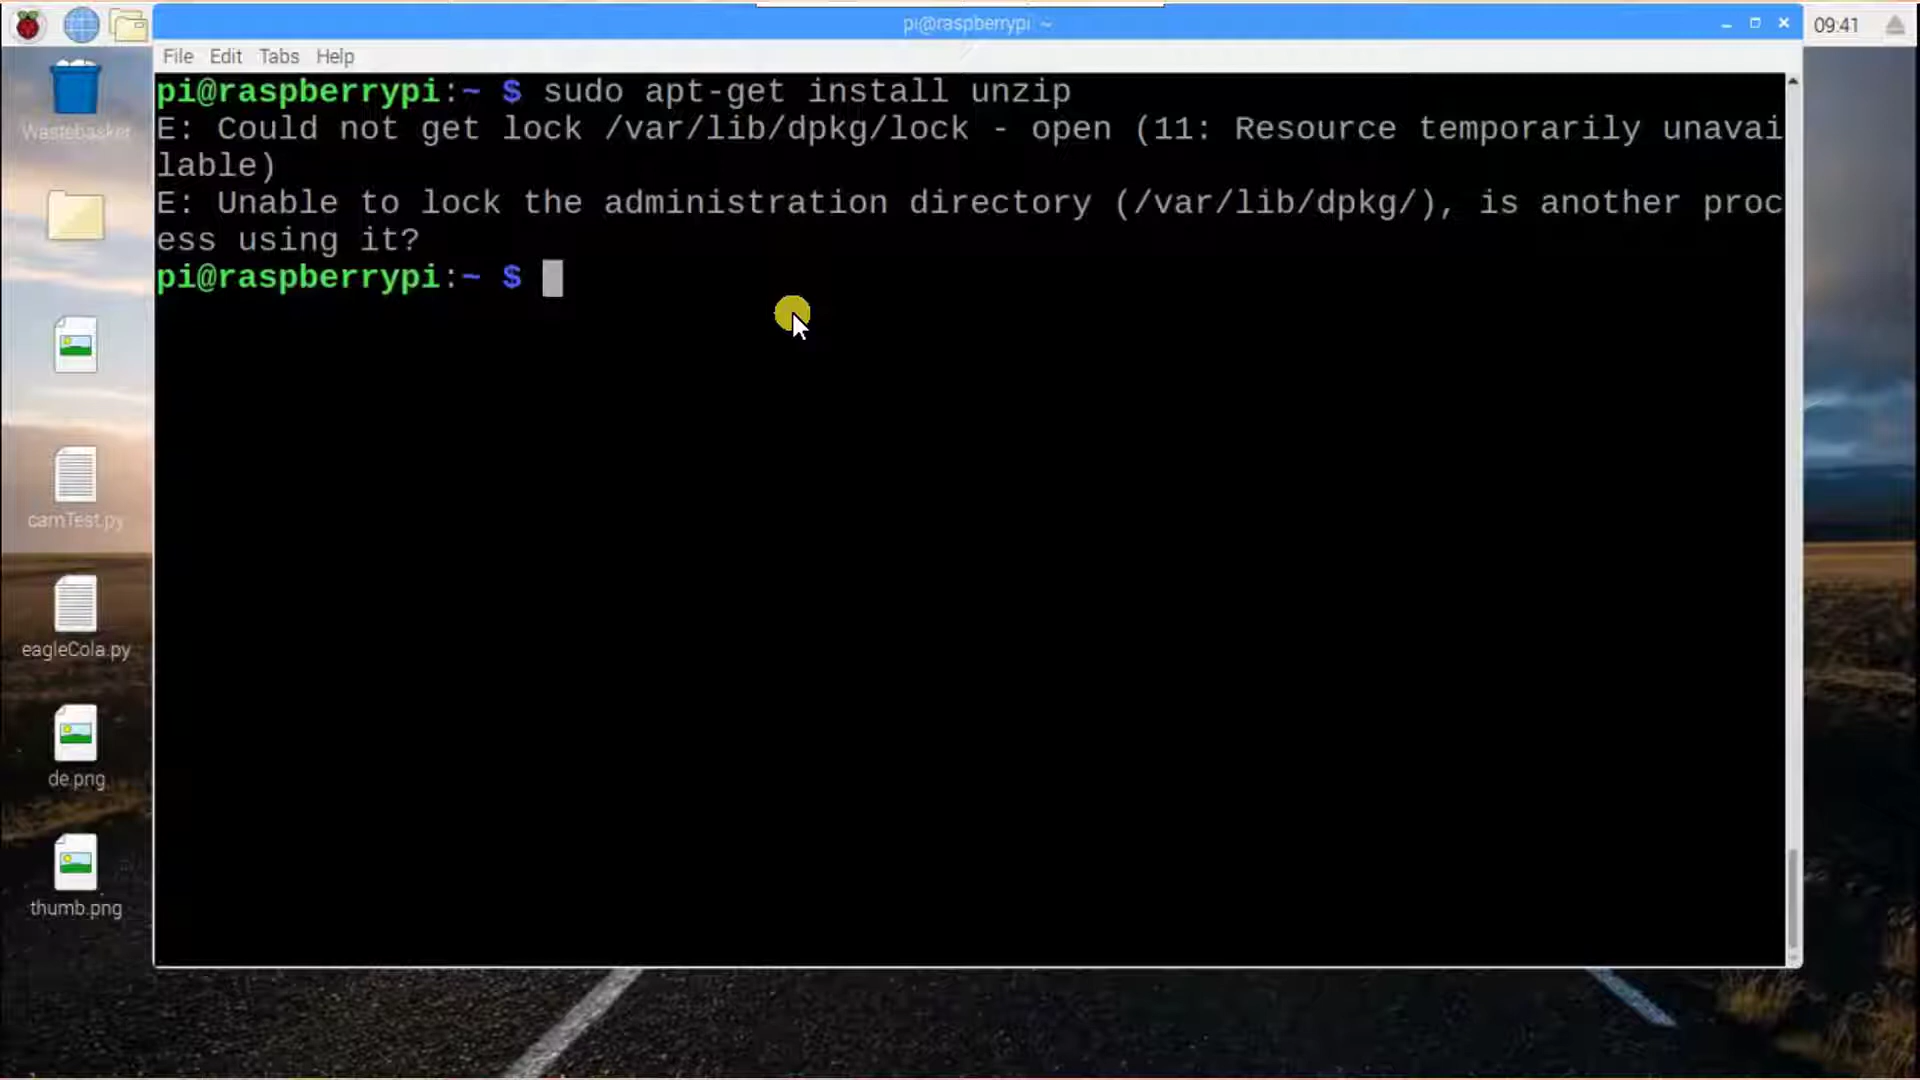 pi@raspberrypi: ~
09:41
File Edit Tabs Help
pi@raspberrypi:~ $ sudo apt-get install unzip
E: Could not get lock /var/lib/dpkg/lock - open (11: Resource temporarily unavai
lable)
E: Unable to lock the administration directory (/var/lib/dpkg/), is another proc
ess using it?
pi@raspberrypi:~ $
Wastebasket
camTest.py
eagleCola.py
de.png
thumb.png